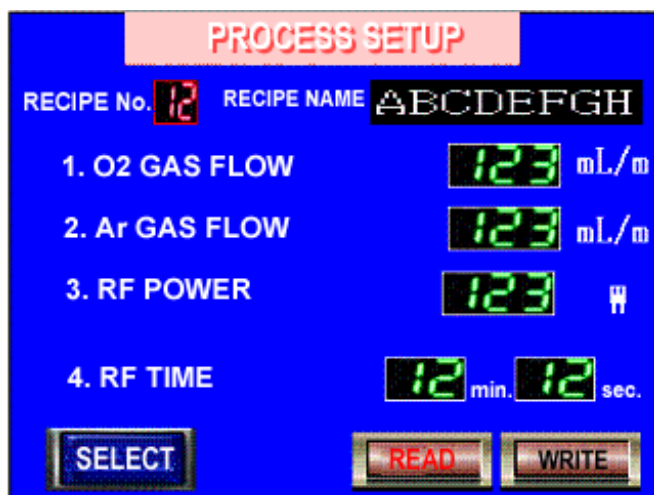 PROCESS SETUP
RECIPE No. 12 RECIPE NAME ABCDEFGH
1. O2 GAS FLOW 123 mL/m
2. Ar GAS FLOW 123 mL/m
3. RF POWER 123 W
4. RF TIME 12 min. 12 sec.
SELECT READ WRITE